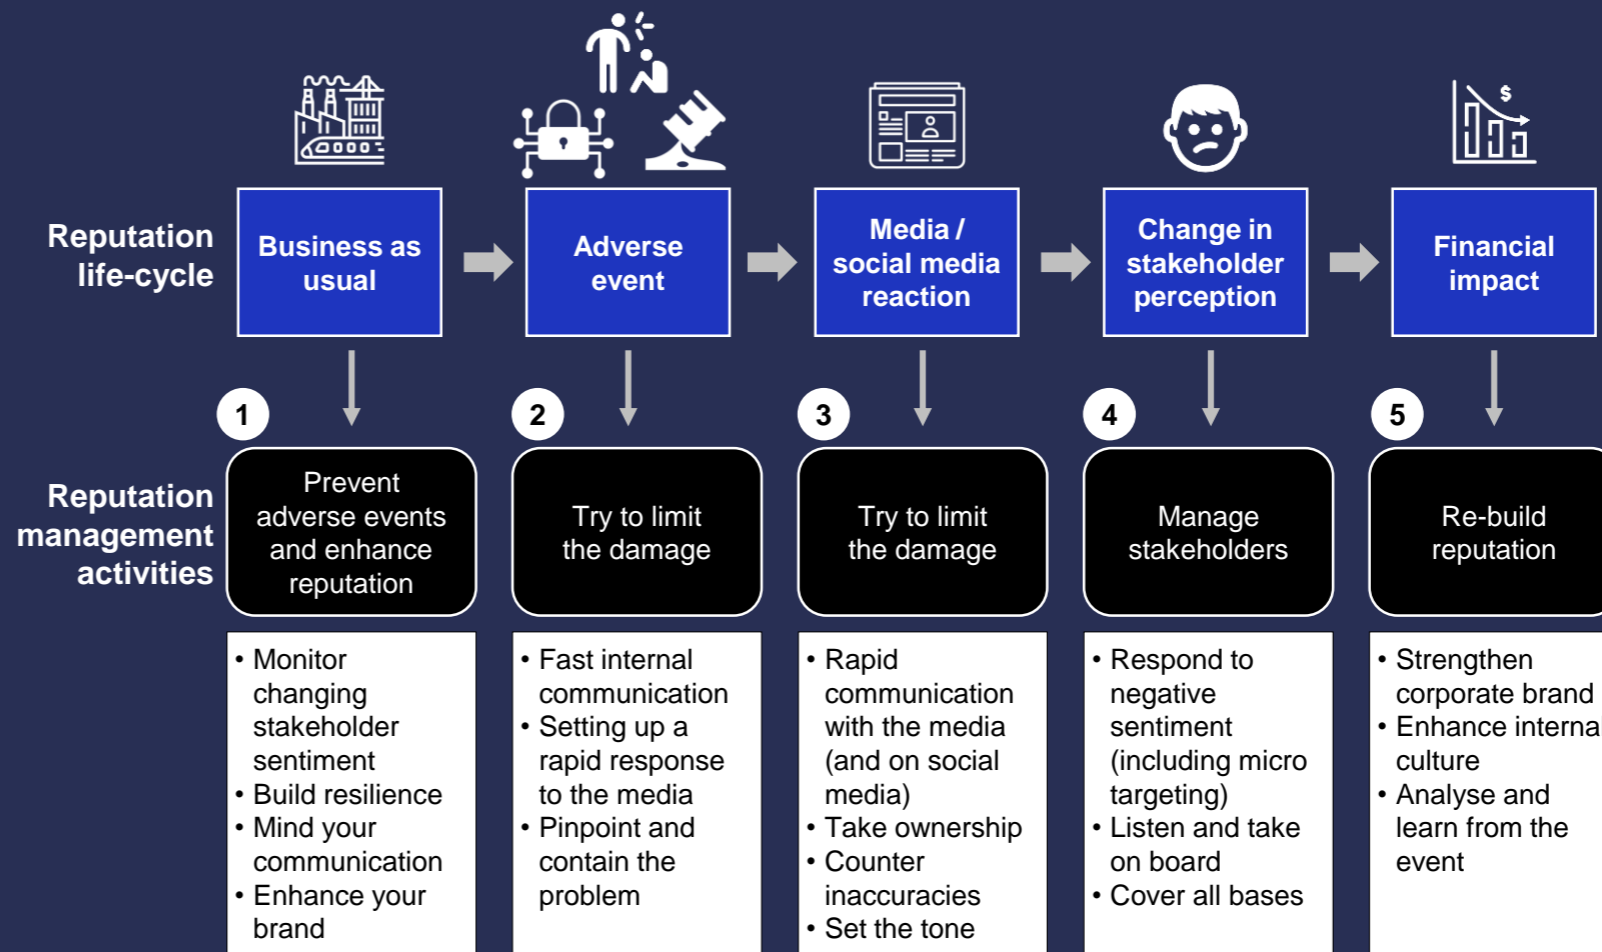 $
Reputation
life-cycle
Business as
usual
Adverse
event
Media /
social media
reaction
Change in
stakeholder
perception
Financial
impact
1
2
3
4
5
Reputation
management
activities
Prevent
adverse events
and enhance
reputation
Try to limit
the damage
Try to limit
the damage
Manage
stakeholders
Re-build
reputation
• Monitor
changing
stakeholder
sentiment
• Build resilience
• Mind your
communication
• Enhance your
brand
• Fast internal
communication
• Setting up a
rapid response
to the media
• Pinpoint and
contain the
problem
• Rapid
communication
with the media
(and on social
media)
• Take ownership
• Counter
inaccuracies
• Set the tone
• Respond to
negative
sentiment
(including micro
targeting)
• Listen and take
on board
• Cover all bases
• Strengthen
corporate brand
• Enhance internal
culture
• Analyse and
learn from the
event